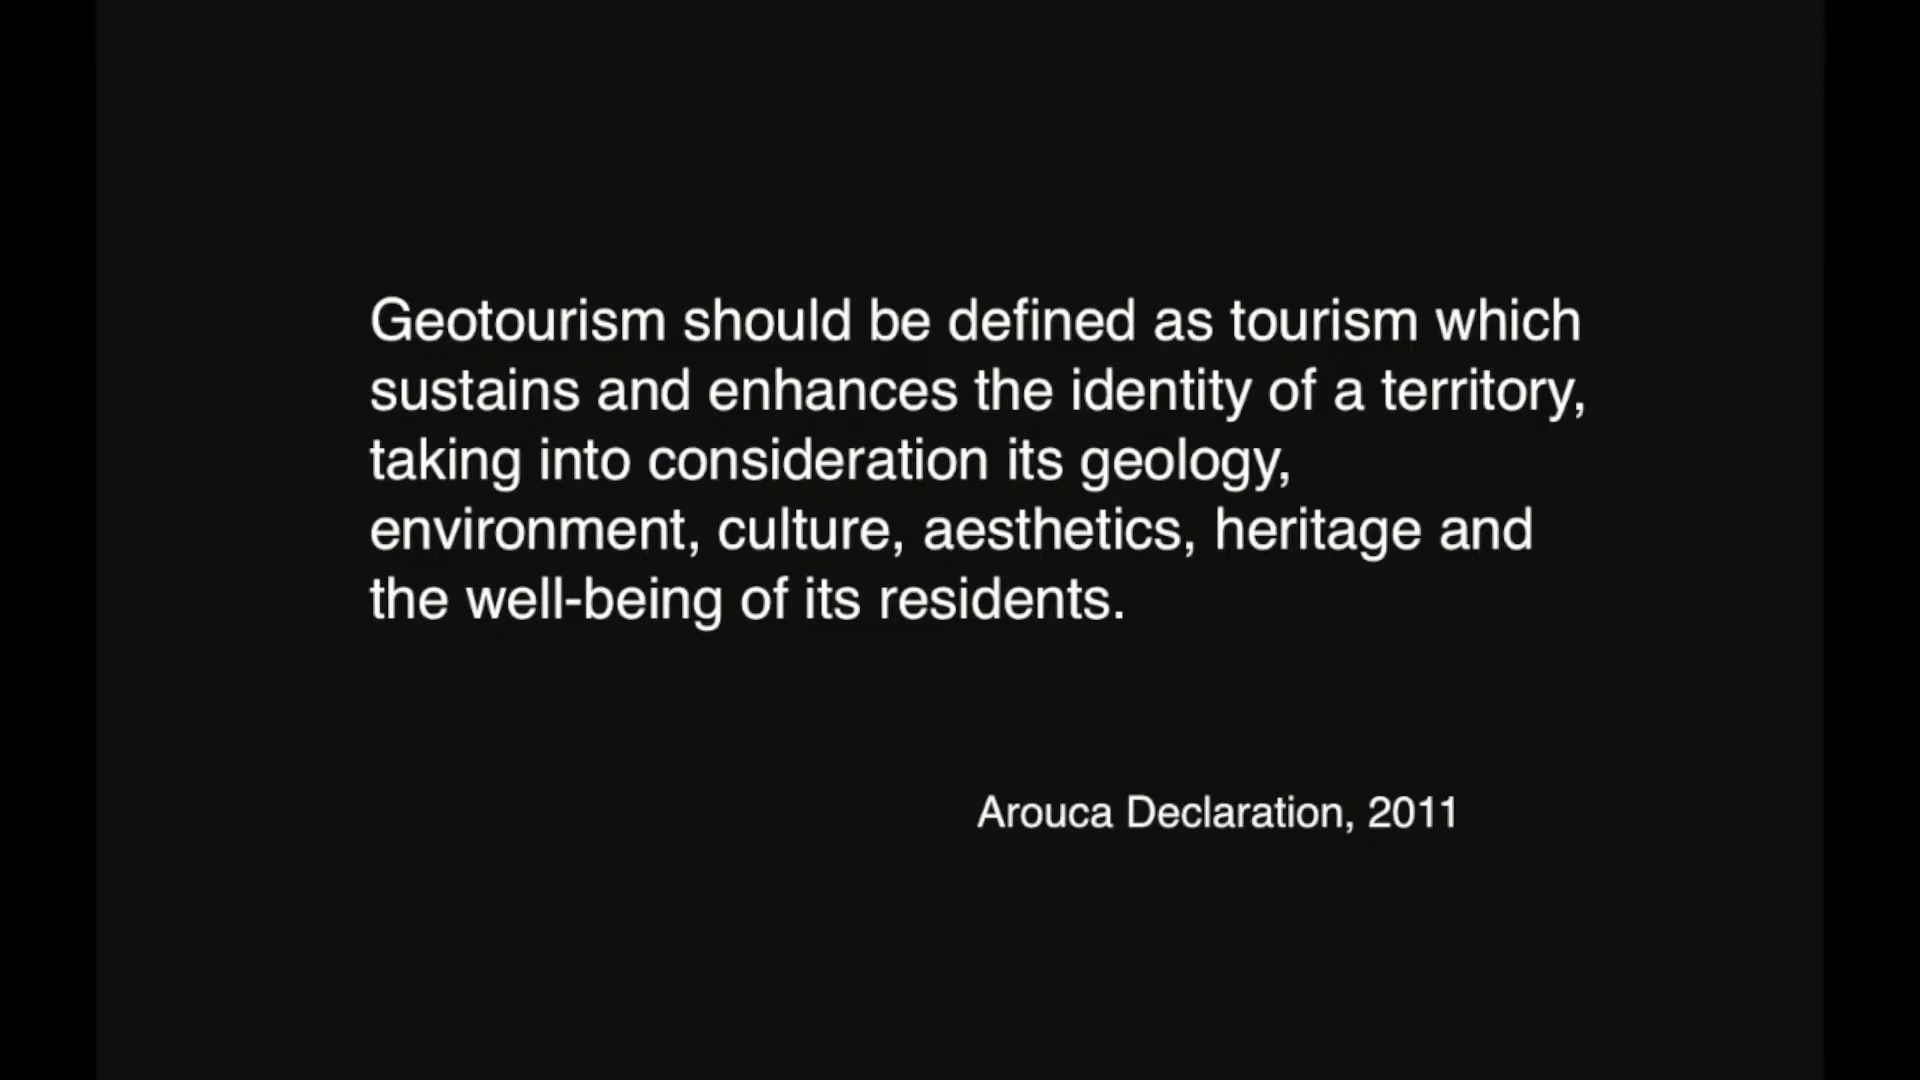 Geotourism should be defined as tourism which
sustains and enhances the identity of a territory,
taking into consideration its geology,
environment, culture, aesthetics, heritage and
the well-being of its residents.
Arouca Declaration, 2011